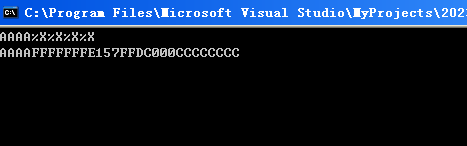 C:\Program Files\Microsoft Visual Studio\MyProjects\202
AAAA%X%X%X%X
AAAAFFFFFFFE157FFDC000CCCCCCCC